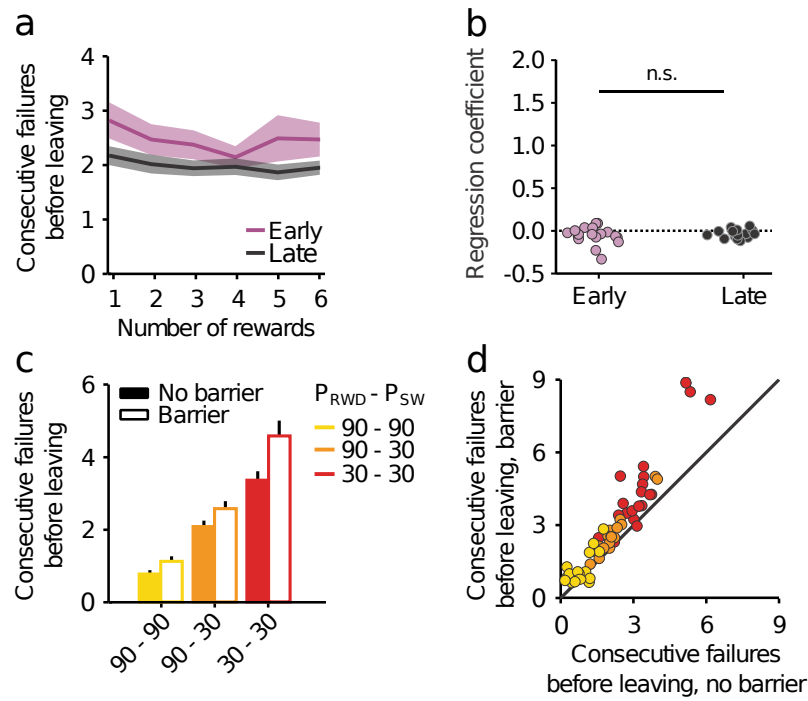 a
Consecutive failures
before leaving
4
3
2
1
0
Early
Late
1 2 3 4 5 6
Number of rewards
b
Regression coefficient
2.0
1.5
1.0
0.5
0.0
-0.5
n.s.
Early Late
c
Consecutive failures
before leaving
6
4
2
0
No barrier
Barrier
P_RWD - P_SW
90 - 90
90 - 30
30 - 30
90 - 90
90 - 30
30 - 30
d
Consecutive failures
before leaving, barrier
9
6
3
0
0 3 6 9
Consecutive failures
before leaving, no barrier